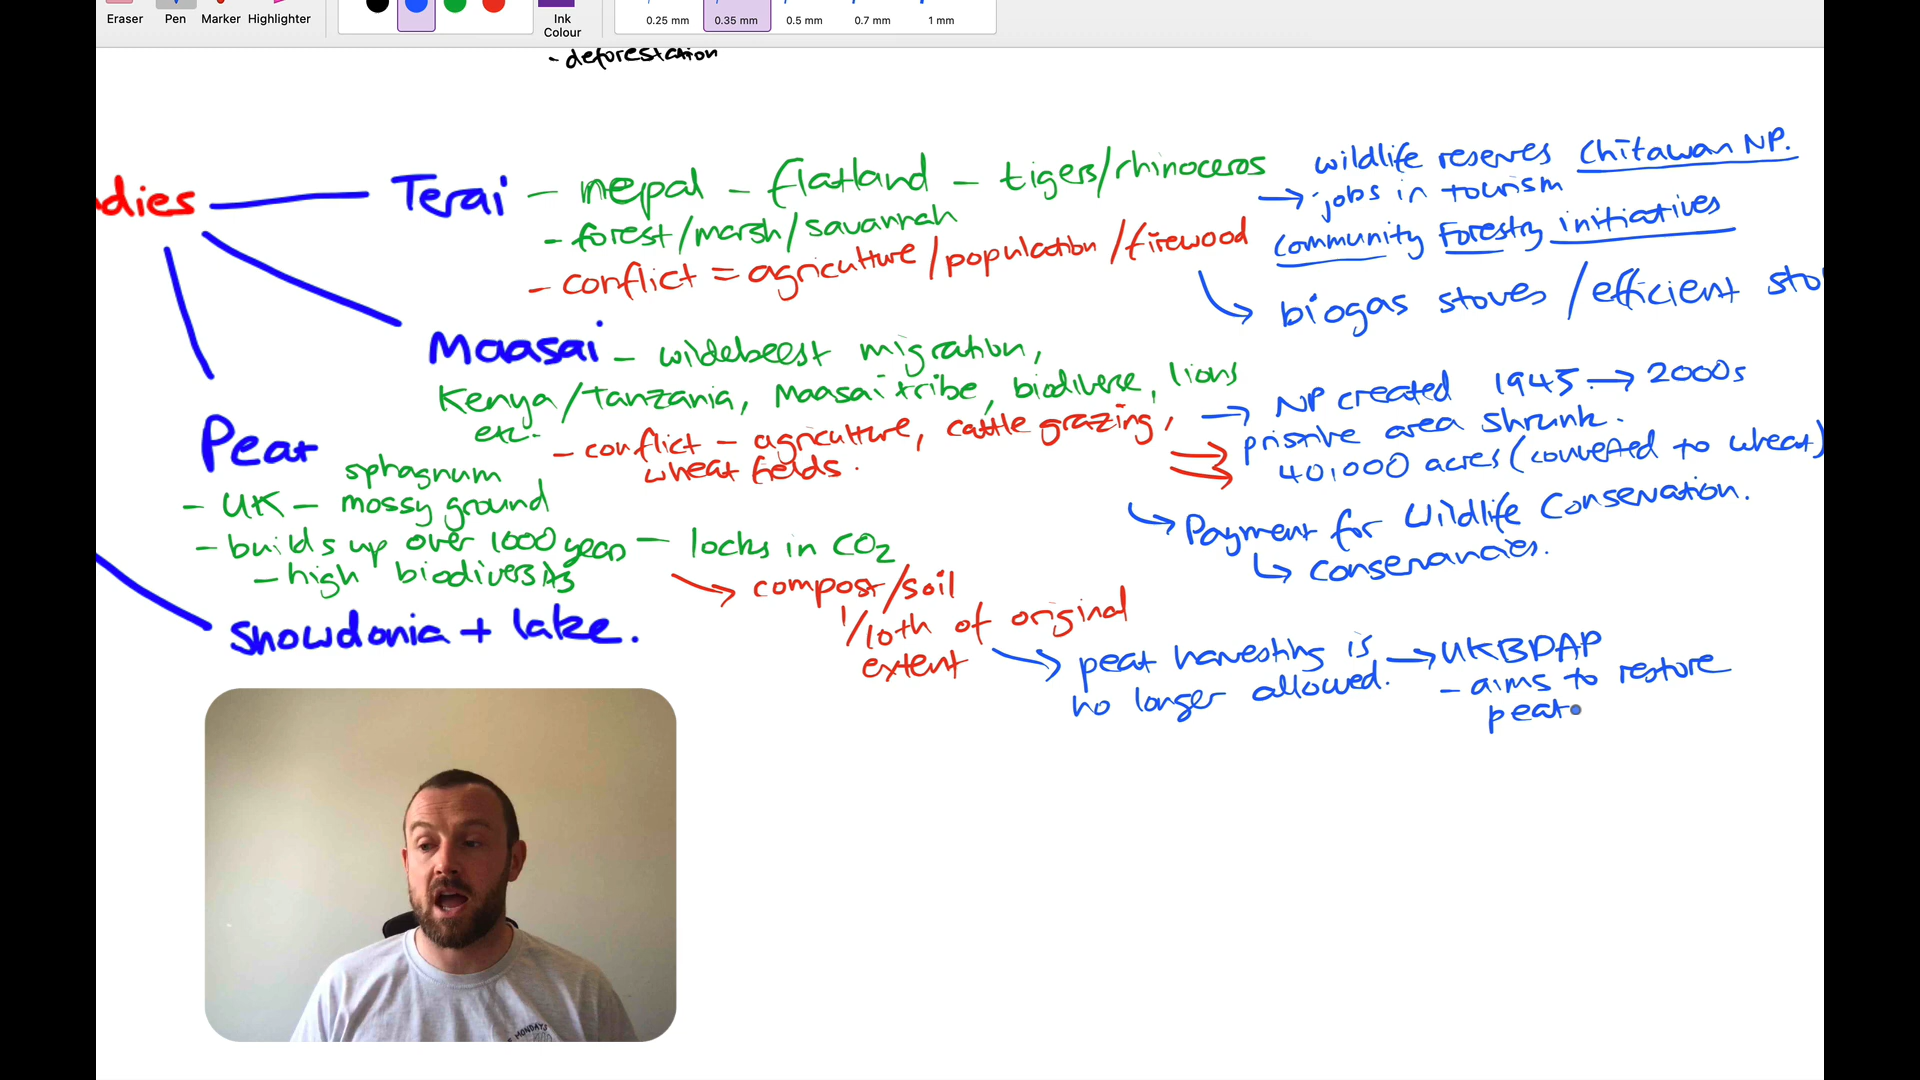 Eraser Pen Marker Highlighter
Ink
Colour
0.25 mm 0.35 mm 0.5 mm 0.7 mm 1 mm
- deforestation
dies
Terai - nepal - flatland - tigers/rhinoceros
- forest/marsh/savannah
- conflict = agriculture/population/firewood
wildlife reserves Chitawan NP.
→ jobs in tourism
Community Forestry initiatives
↳ biogas stoves / efficient sto
Maasai - wildebeest migration,
Kenya/Tanzania, Maasai tribe, biodiverse, lions
etc.
- conflict - agriculture, cattle grazing,
wheat fields.
→ NP created 1945. → 2000s
pristive area shrunk.
401,000 acres (converted to wheat)
↳ Payment for Wildlife Conservation.
↳ conservancies.
Peat
sphagnum
- UK - mossy ground
- builds up over 1000 years - locks in CO2
- high biodiversity
→ compost/soil
1/10th of original
extent
→ peat harvesting is
no longer allowed.
→ UKBDAP
- aims to restore
peat
Snowdonia + lake.
MONDAYS